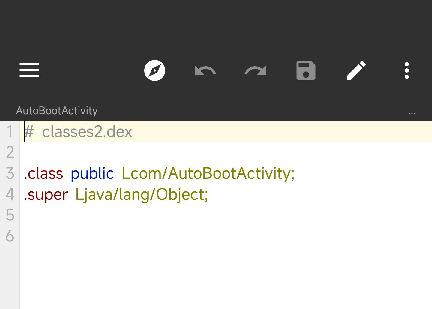 AutoBootActivity
...
1 # classes2.dex
2
3 .class public Lcom/AutoBootActivity;
4 .super Ljava/lang/Object;
5
6